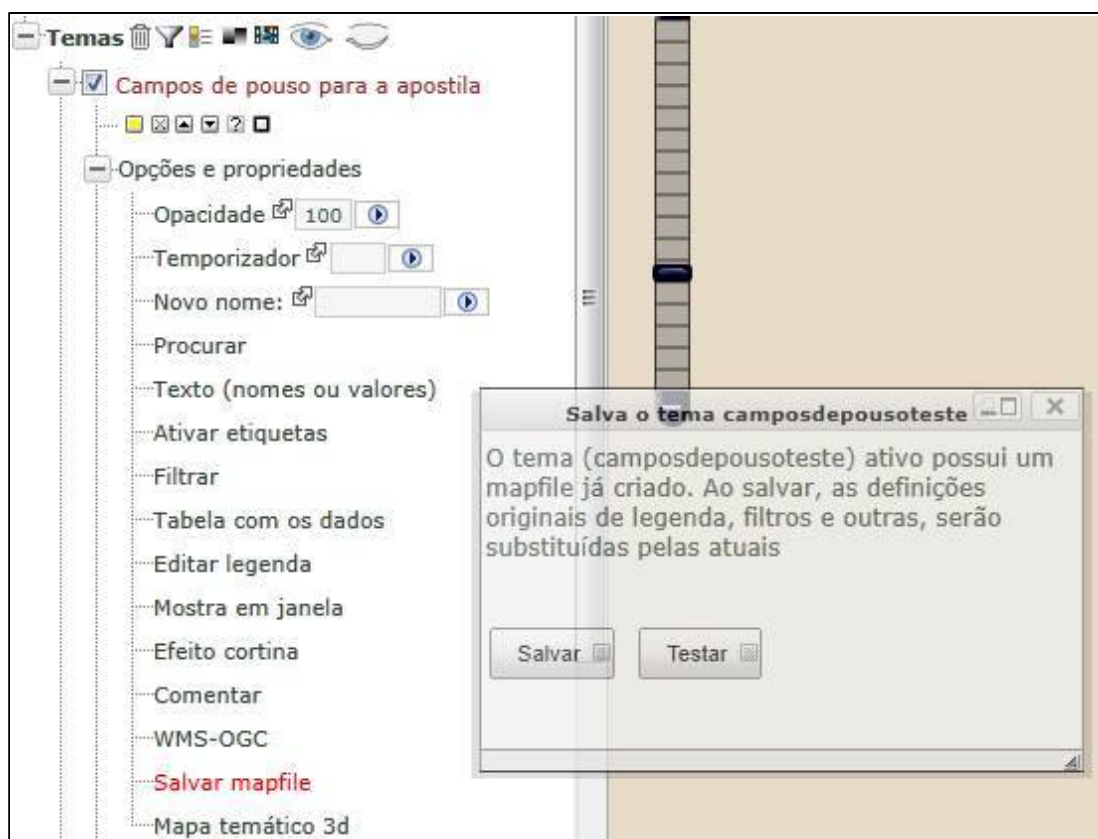 Temas
Campos de pouso para a apostila
?
Opções e propriedades
Opacidade 100
Temporizador
Novo nome:
Procurar
Texto (nomes ou valores)
Ativar etiquetas
Filtrar
Tabela com os dados
Editar legenda
Mostra em janela
Efeito cortina
Comentar
WMS-OGC
Salvar mapfile
Mapa temático 3d
Salva o tema camposdepousoteste
O tema (camposdepousoteste) ativo possui um
mapfile já criado. Ao salvar, as definições
originais de legenda, filtros e outras, serão
substituídas pelas atuais
Salvar Testar